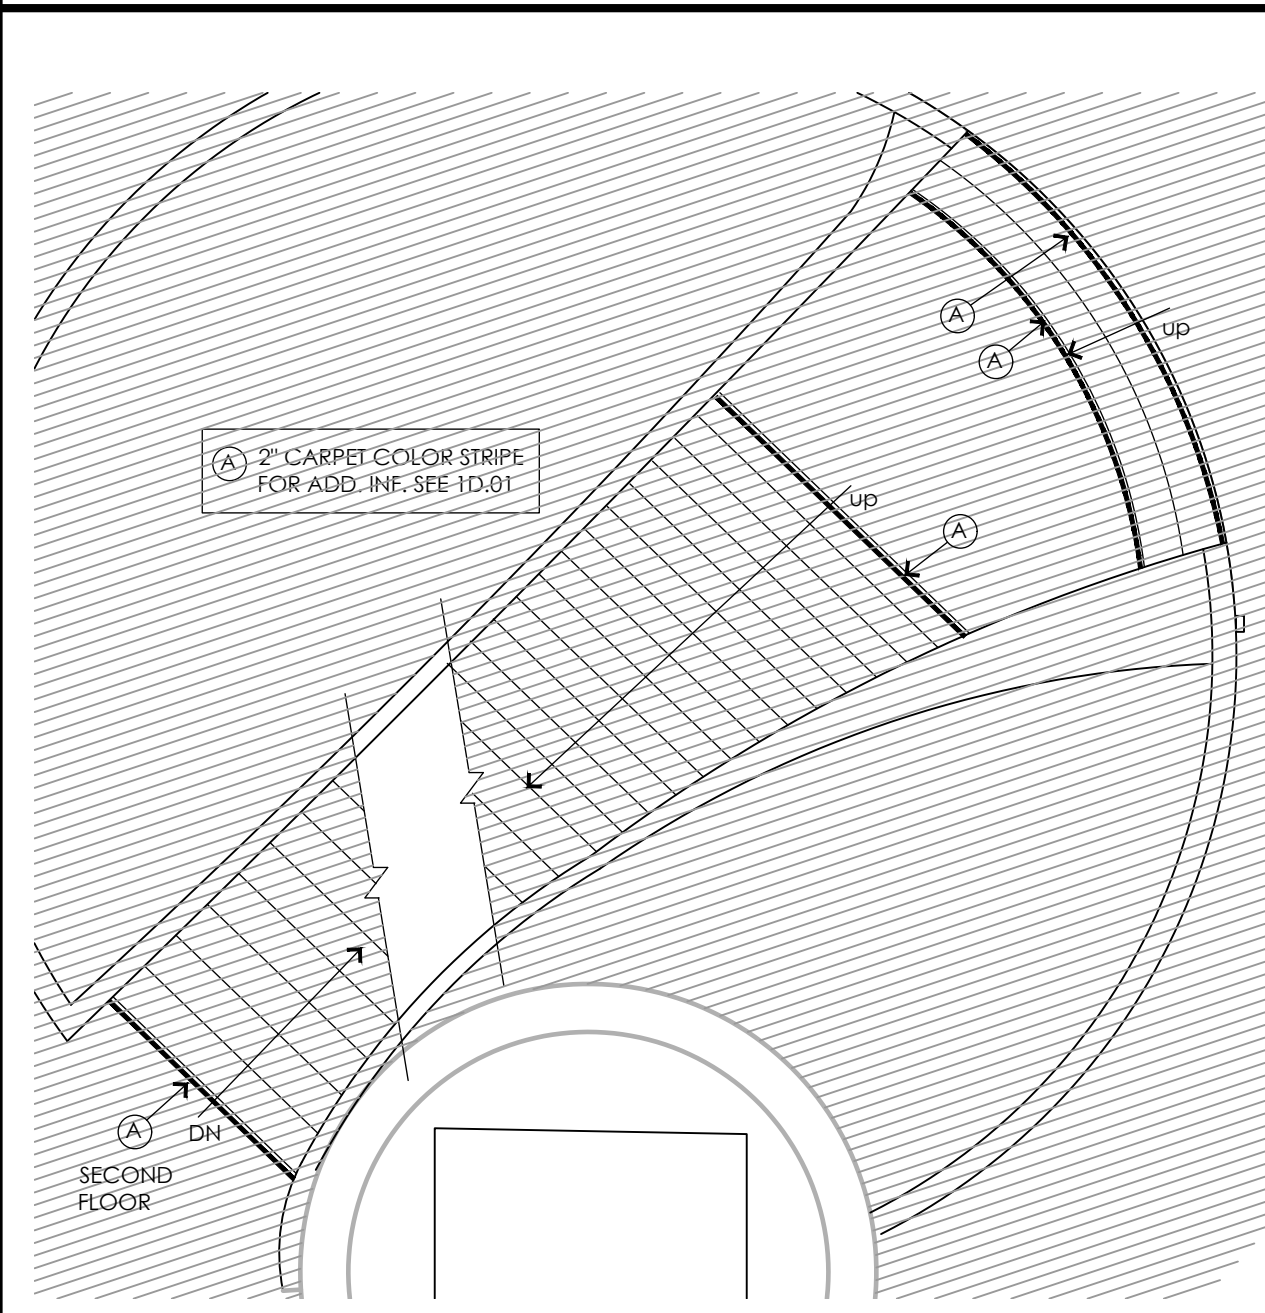 A
up
A
A 2" CARPET COLOR STRIPE
FOR ADD. INF. SEE 1D.01
up
A
A
DN
SECOND
FLOOR